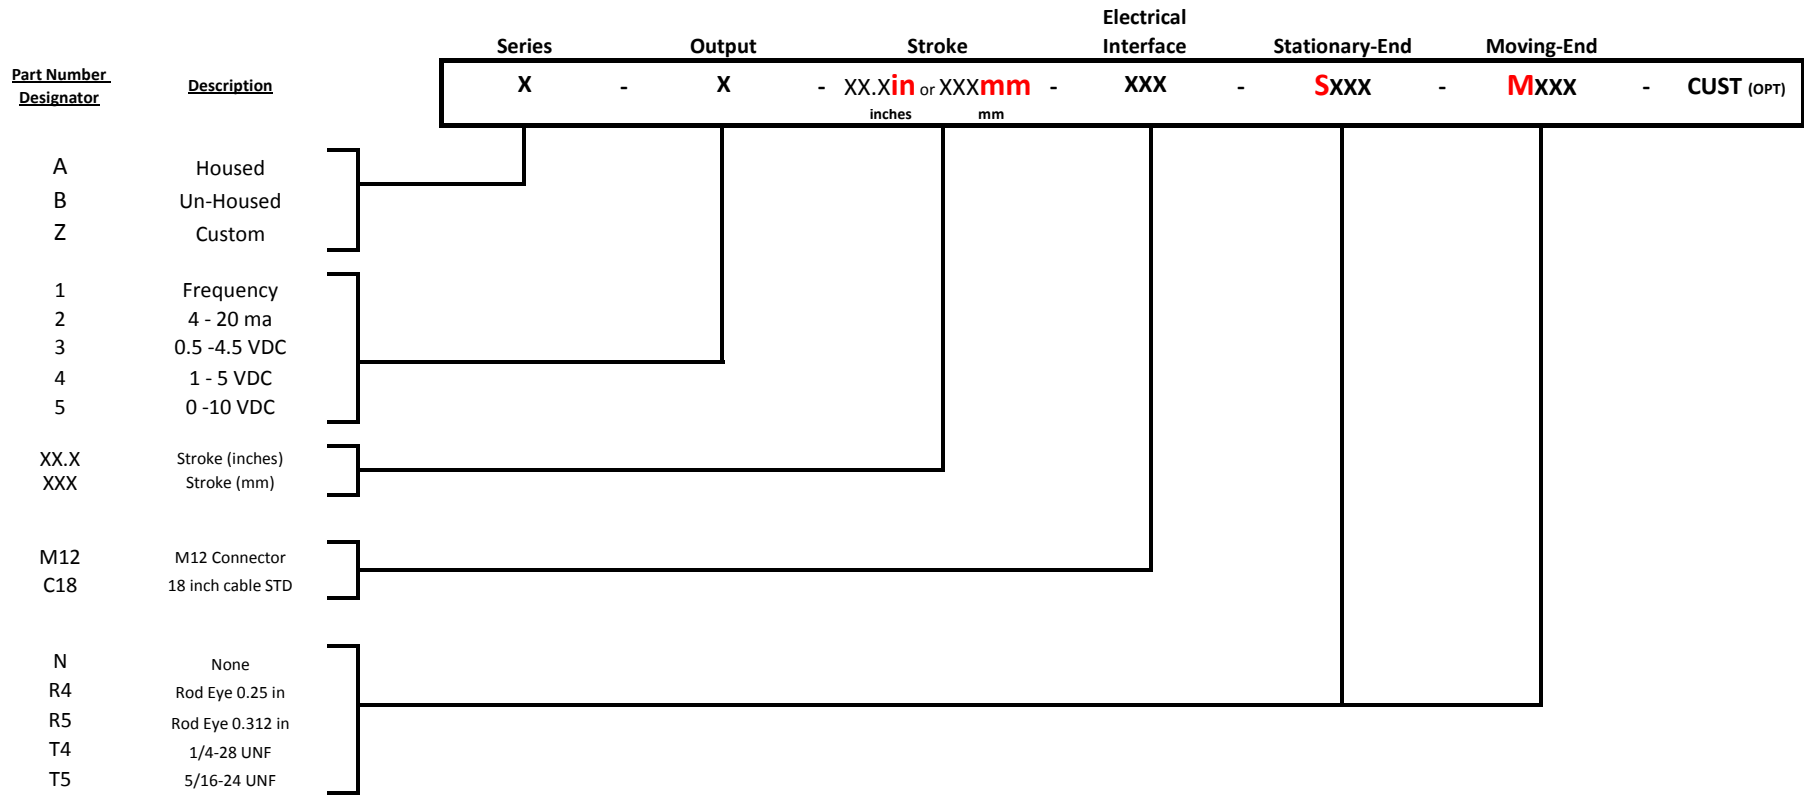 Electrical
Series Output Stroke Interface Stationary-End Moving-End
Part Number Description
Designator
X - X - XX.Xin or XXXmm - XXX - SXXX - MXXX - CUST (OPT)
inches mm
A Housed
B Un-Housed
Z Custom
1 Frequency
2 4 - 20 ma
3 0.5 -4.5 VDC
4 1 - 5 VDC
5 0 -10 VDC
XX.X Stroke (inches)
XXX Stroke (mm)
M12 M12 Connector
C18 18 inch cable STD
N None
R4 Rod Eye 0.25 in
R5 Rod Eye 0.312 in
T4 1/4-28 UNF
T5 5/16-24 UNF